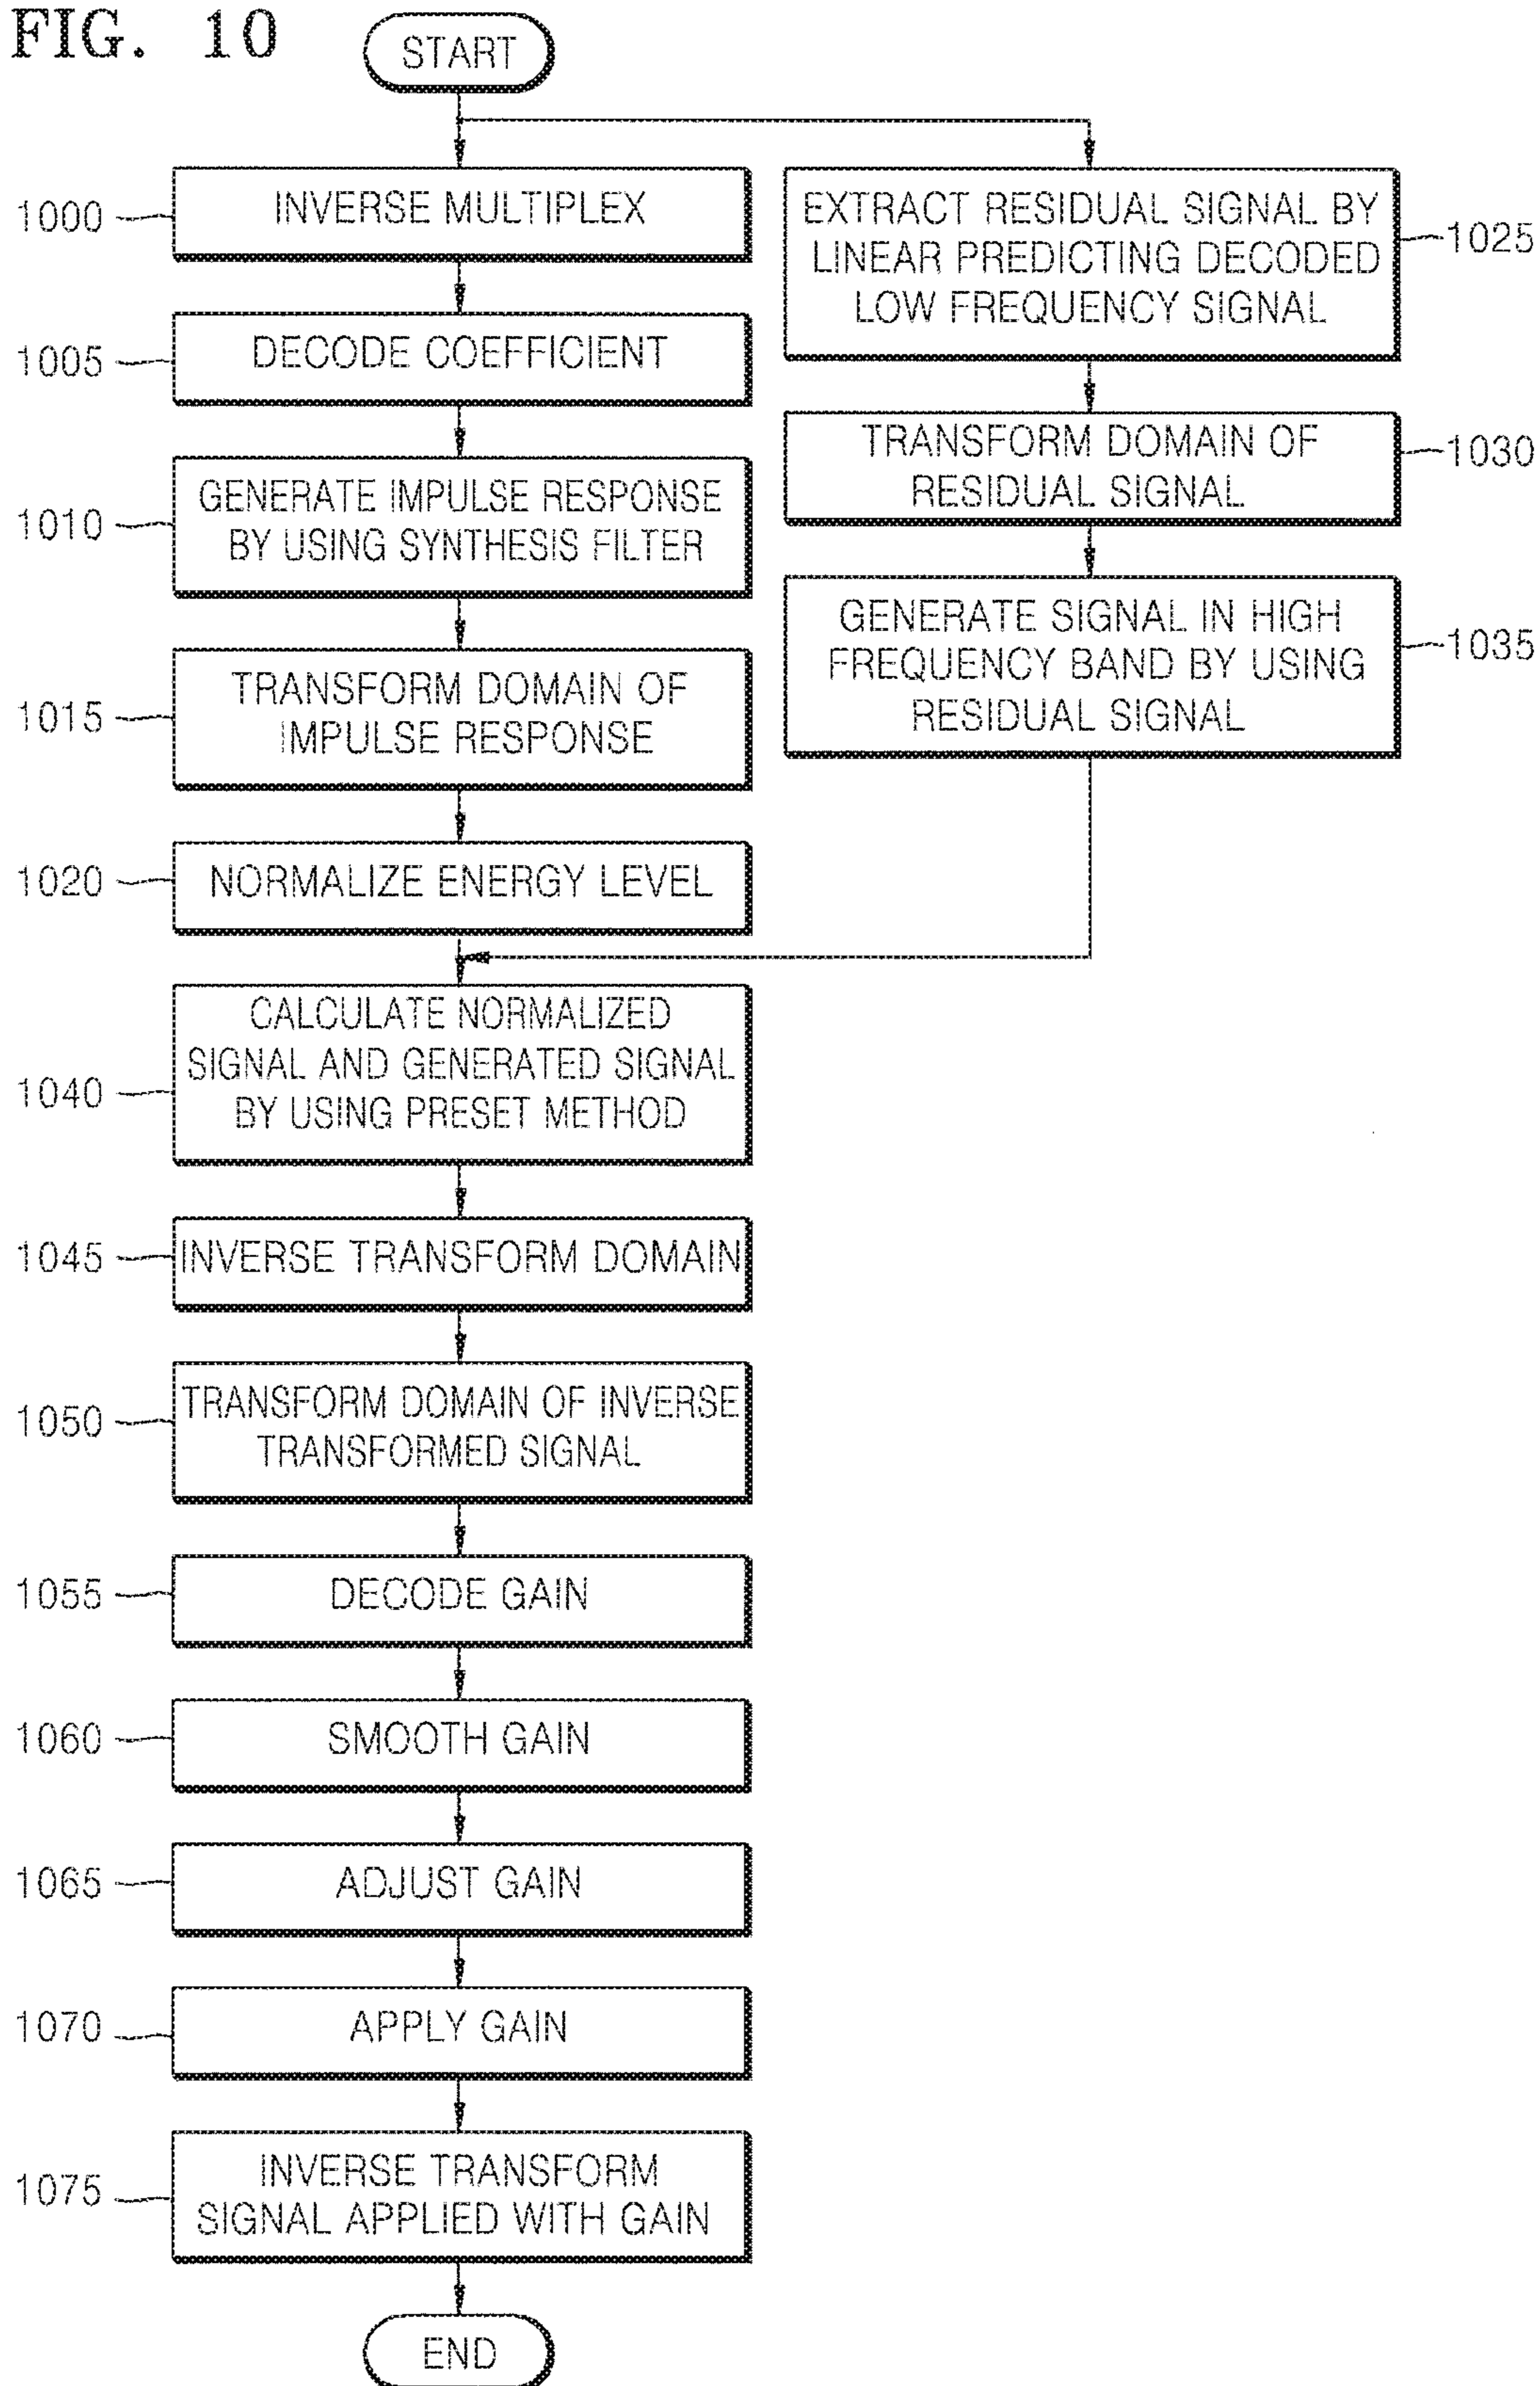 FIG. 10
START
1000
INVERSE MULTIPLEX
1005
DECODE COEFFICIENT
1010
GENERATE IMPULSE RESPONSE
BY USING SYNTHESIS FILTER
1015
TRANSFORM DOMAIN OF
IMPULSE RESPONSE
1020
NORMALIZE ENERGY LEVEL
EXTRACT RESIDUAL SIGNAL BY
LINEAR PREDICTING DECODED
LOW FREQUENCY SIGNAL
1025
TRANSFORM DOMAIN OF
RESIDUAL SIGNAL
1030
GENERATE SIGNAL IN HIGH
FREQUENCY BAND BY USING
RESIDUAL SIGNAL
1035
1040
CALCULATE NORMALIZED
SIGNAL AND GENERATED SIGNAL
BY USING PRESET METHOD
1045
INVERSE TRANSFORM DOMAIN
1050
TRANSFORM DOMAIN OF INVERSE
TRANSFORMED SIGNAL
1055
DECODE GAIN
1060
SMOOTH GAIN
1065
ADJUST GAIN
1070
APPLY GAIN
1075
INVERSE TRANSFORM
SIGNAL APPLIED WITH GAIN
END